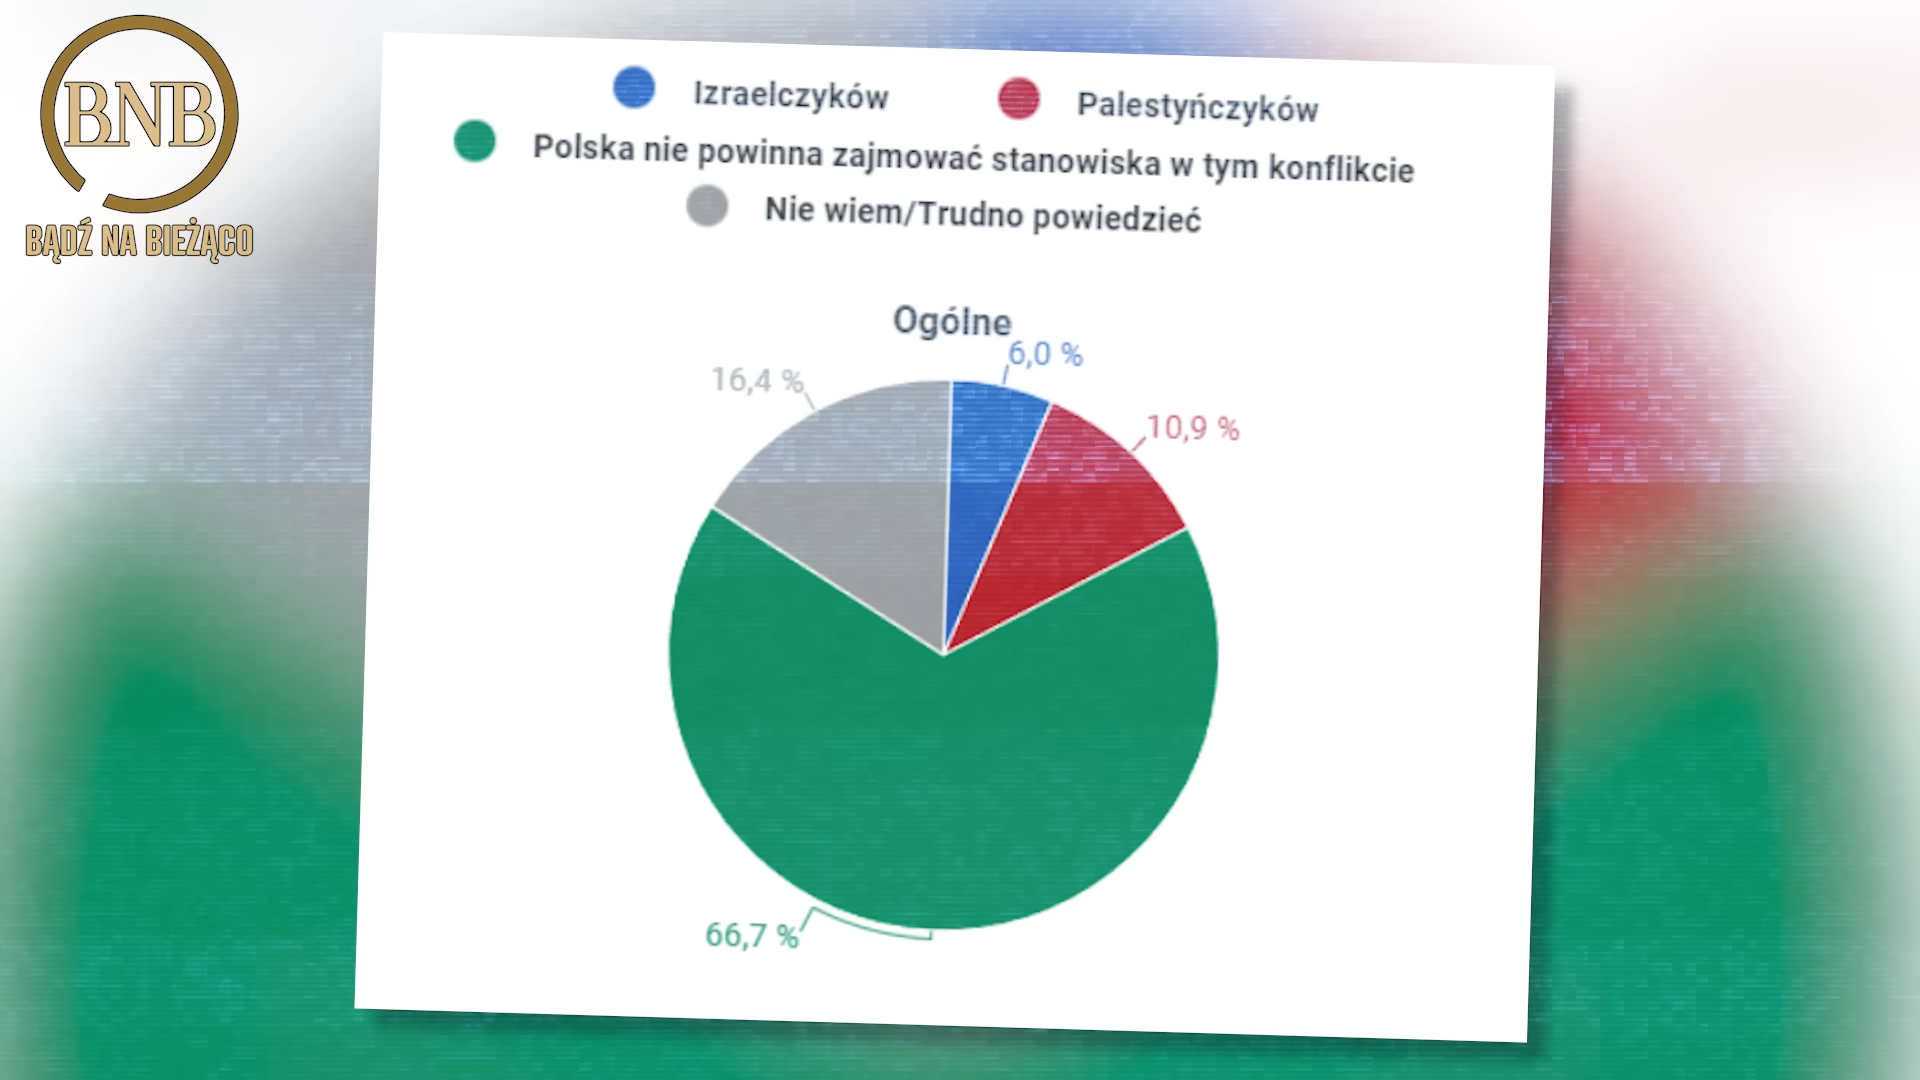 BNB
BĄDŹ NA BIEŻĄCO
Izraelczyków
Palestyńczyków
Polska nie powinna zajmować stanowiska w tym konflikcie
Nie wiem/Trudno powiedzieć
Ogólne
6,0 %
16,4 %
10,9 %
66,7 %